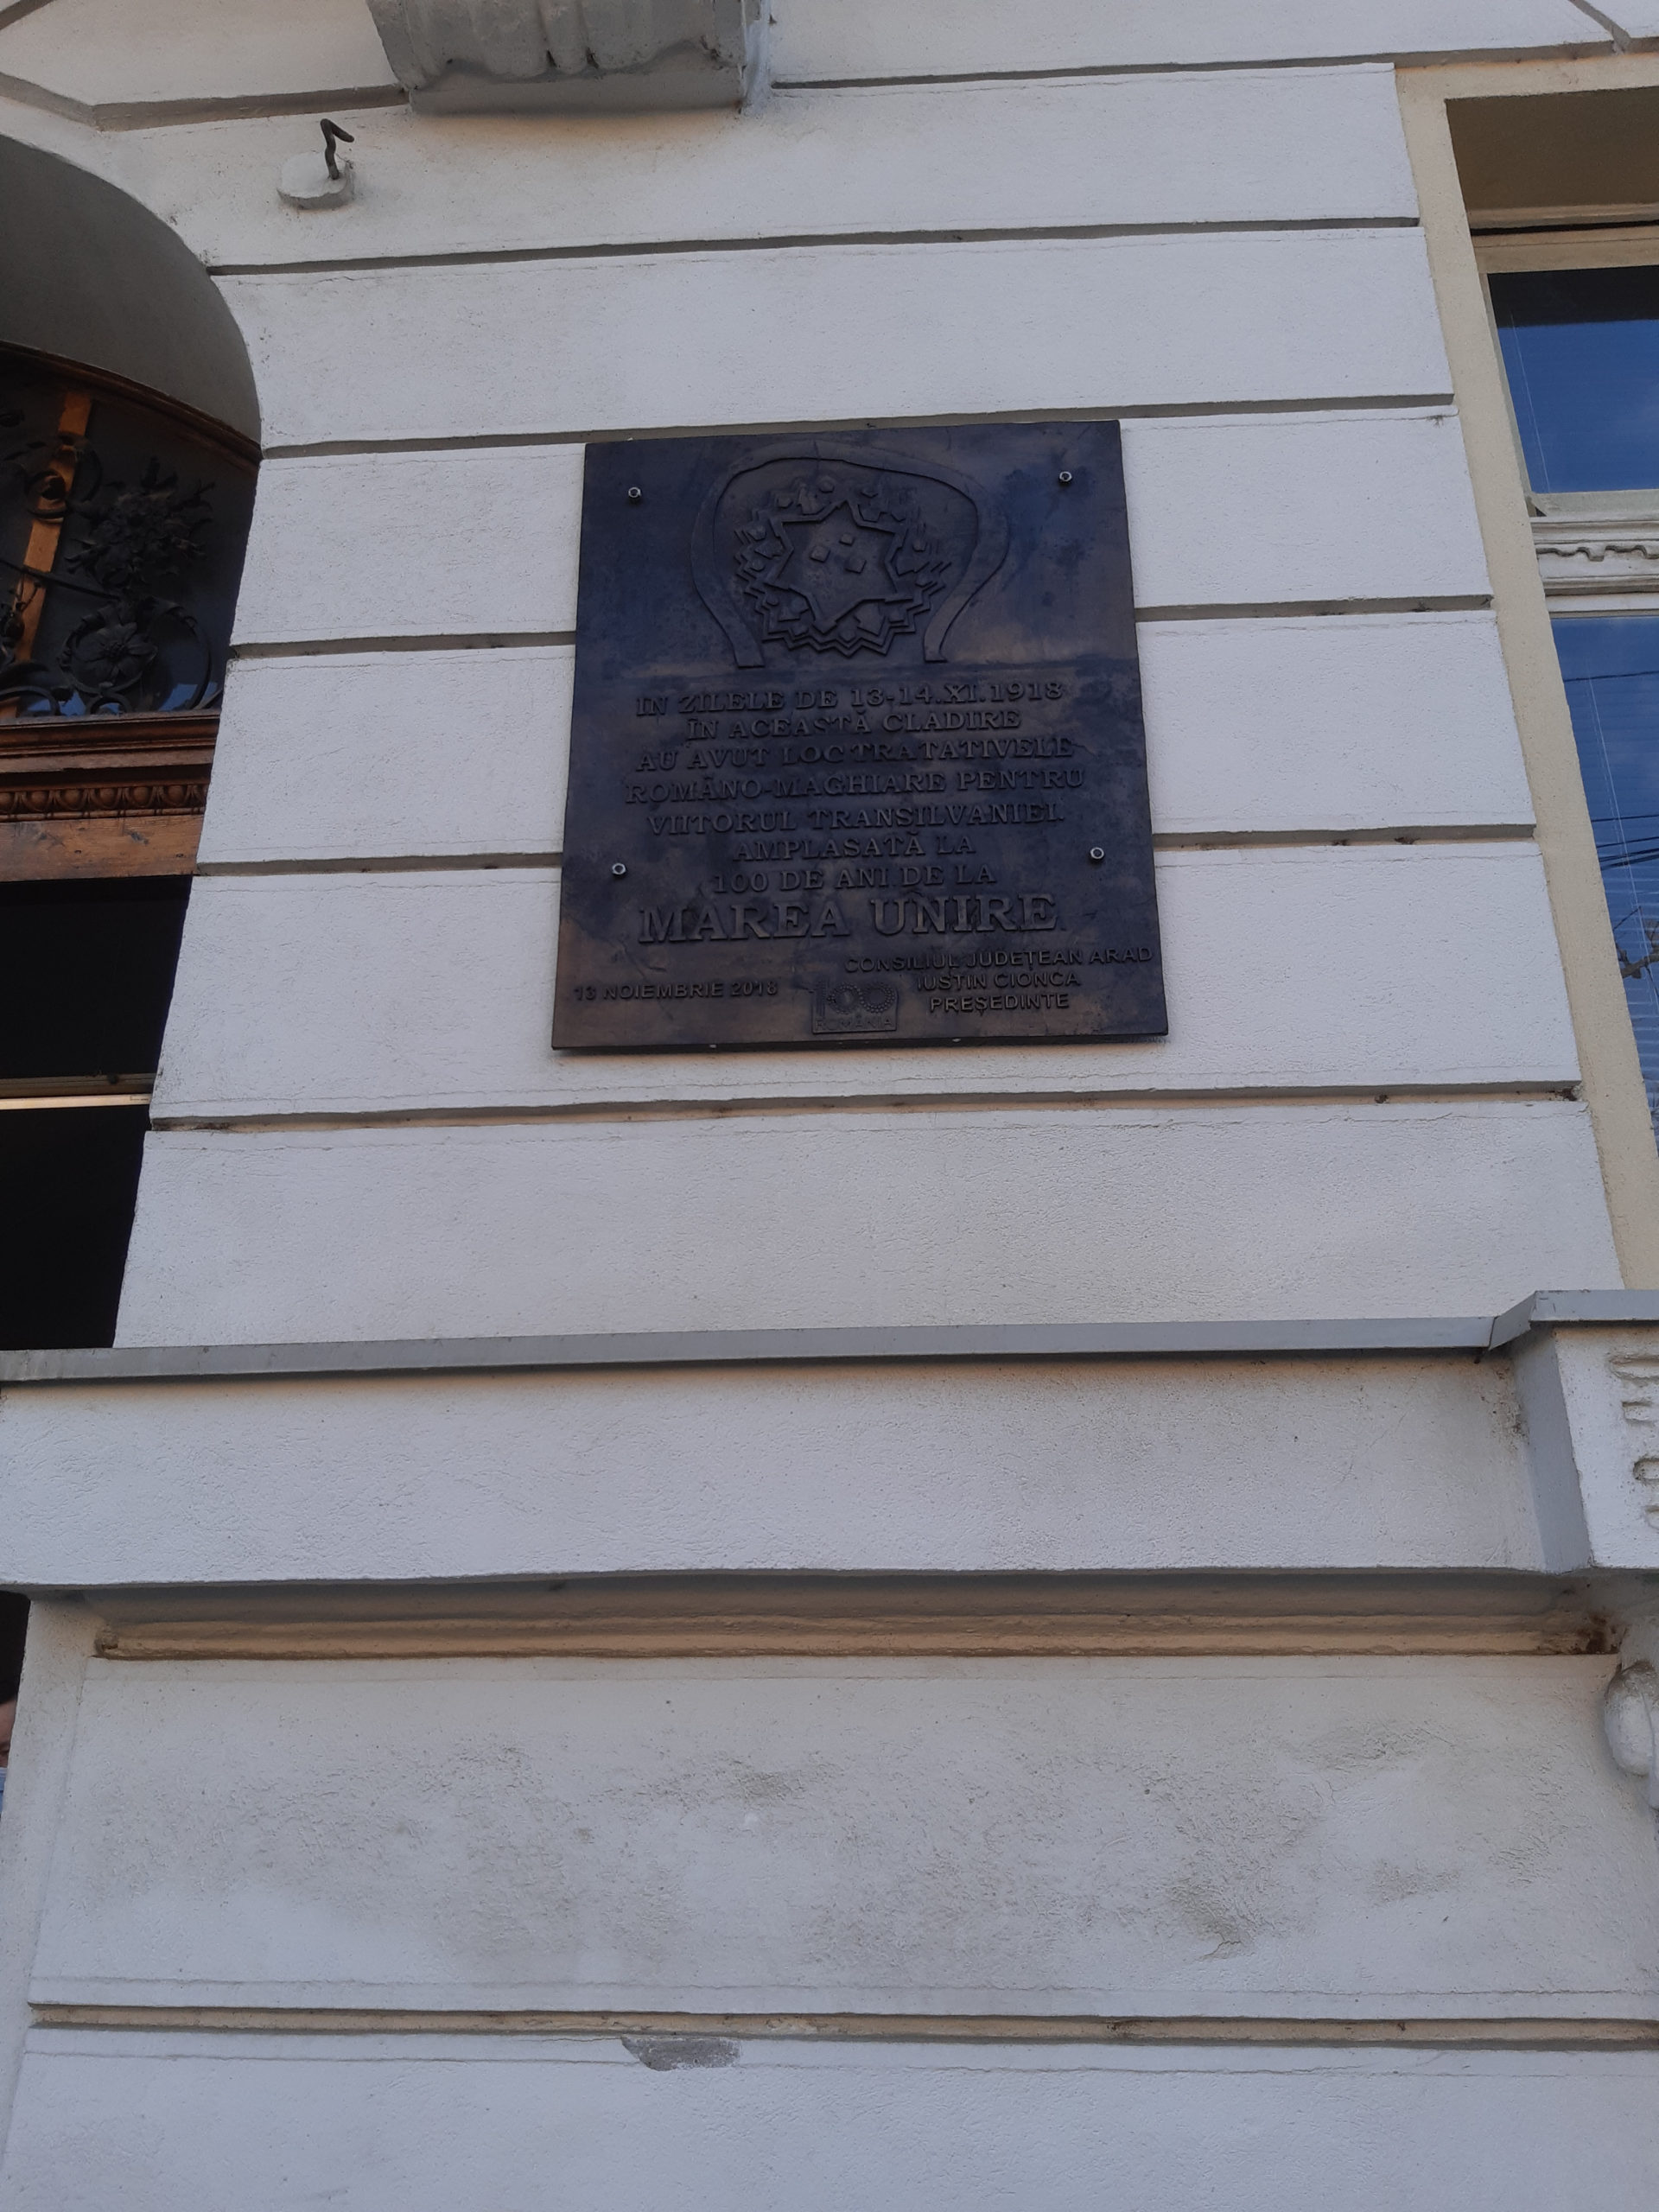 IN ZILELE DE 13-14.XI.1918
ÎN ACEASTĂ CLĂDIRE
AU AVUT LOC TRATATIVELE
ROMÂNO-MAGHIARE PENTRU
VIITORUL TRANSILVANIEI.
AMPLASATĂ LA
100 DE ANI DE LA
MAREA UNIRE
CONSILIUL JUDEȚEAN ARAD
IUSTIN CIONCA
PREȘEDINTE
13 NOIEMBRIE 2018
100
ROMÂNIA